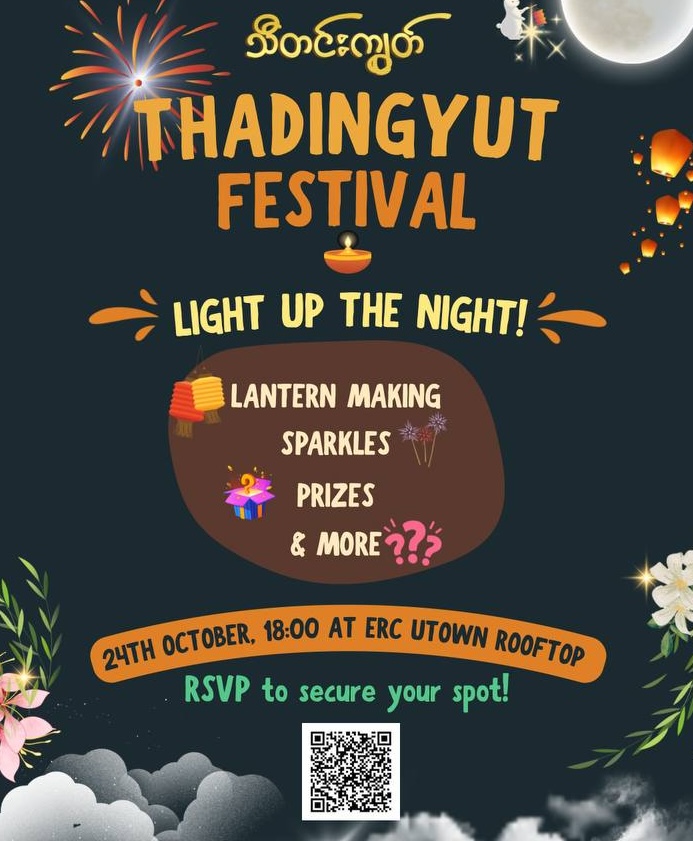 သီတင်းကျွတ်
THADINGYUT
FESTIVAL
LIGHT UP THE NIGHT!
LANTERN MAKING
SPARKLES
PRIZES
& MORE???
24TH OCTOBER, 18:00 AT ERC UTOWN ROOFTOP
RSVP to secure your spot!